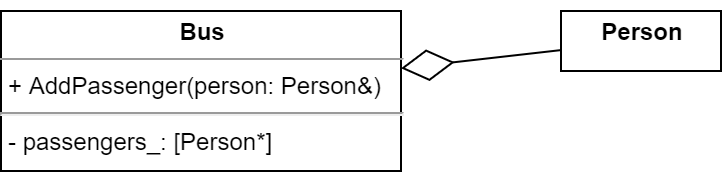 Bus
Person
+ AddPassenger(person: Person&)
- passengers_: [Person*]